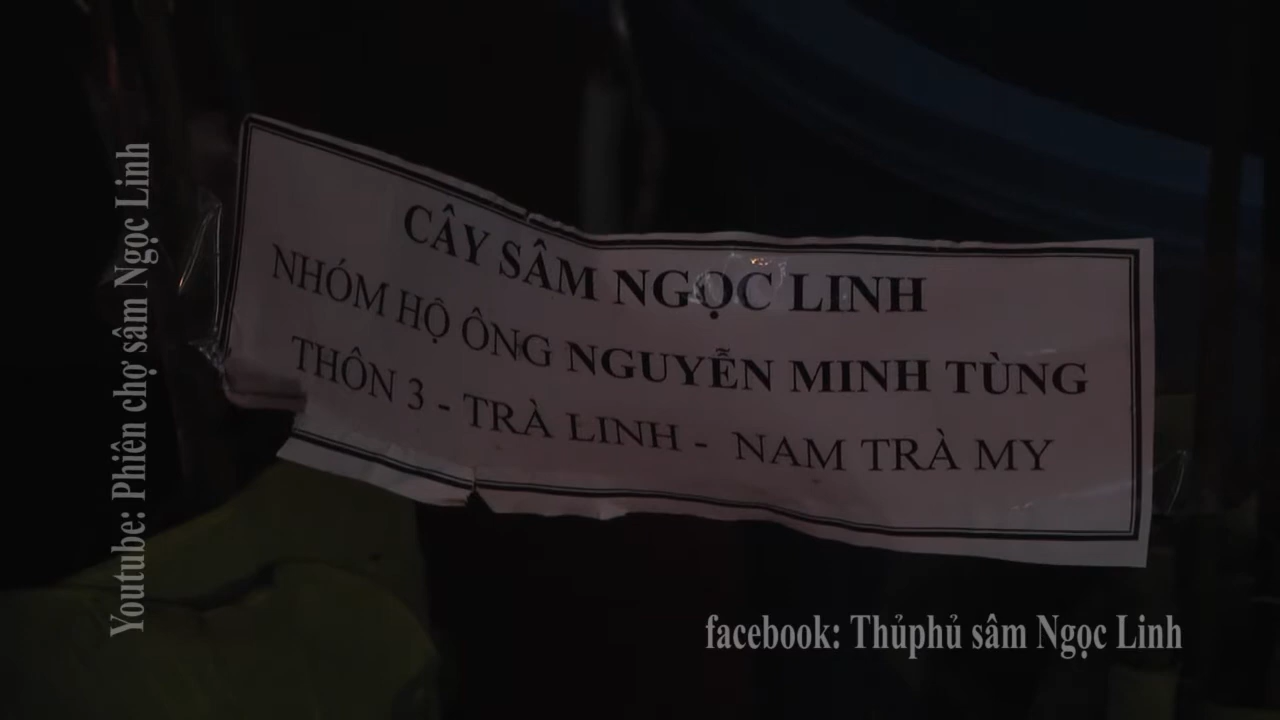 CÂY SÂM NGỌC LINH
NHÓM HỘ ÔNG NGUYỄN MINH TÙNG
THÔN 3 - TRÀ LINH - NAM TRÀ MY
Youtube: Phiên chợ sâm Ngọc Linh
facebook: Thủphủ sâm Ngọc Linh